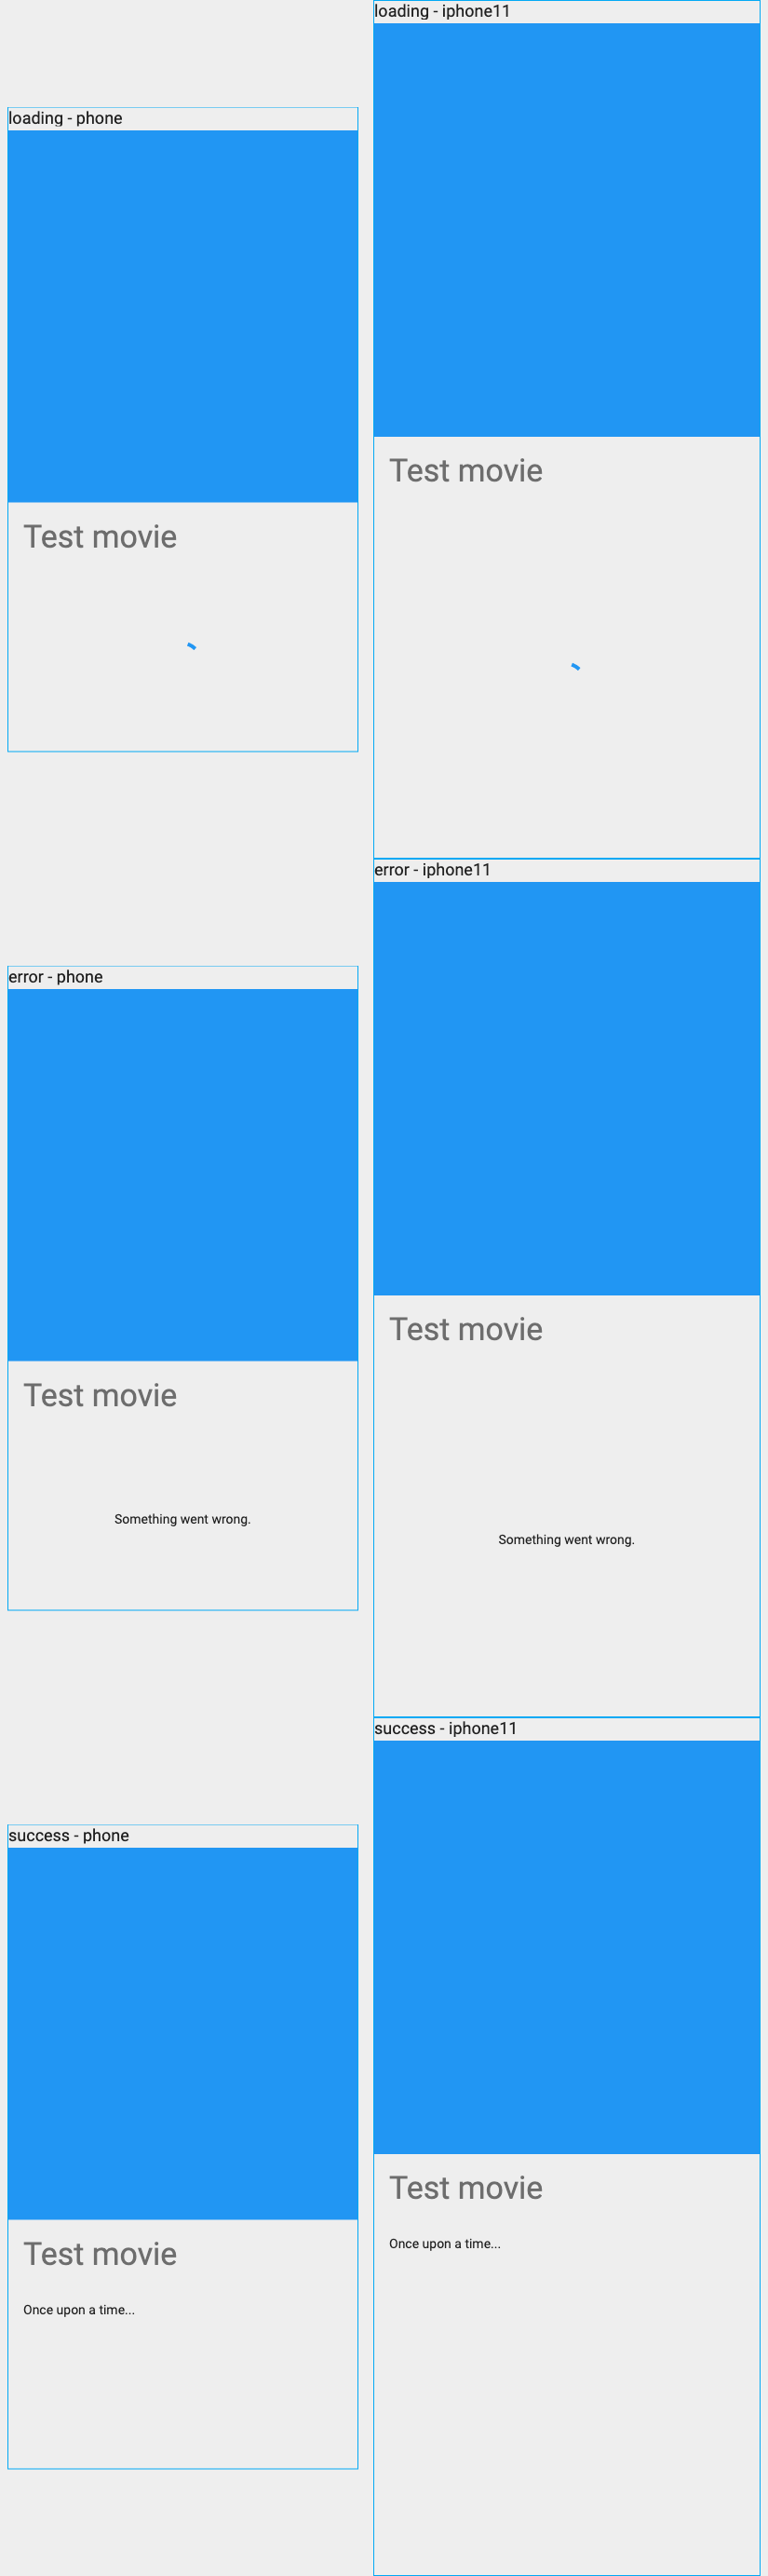 loading - phone
Test movie
loading - iphone11
Test movie
error - phone
Test movie
Something went wrong.
error - iphone11
Test movie
Something went wrong.
success - phone
Test movie
Once upon a time...
success - iphone11
Test movie
Once upon a time...